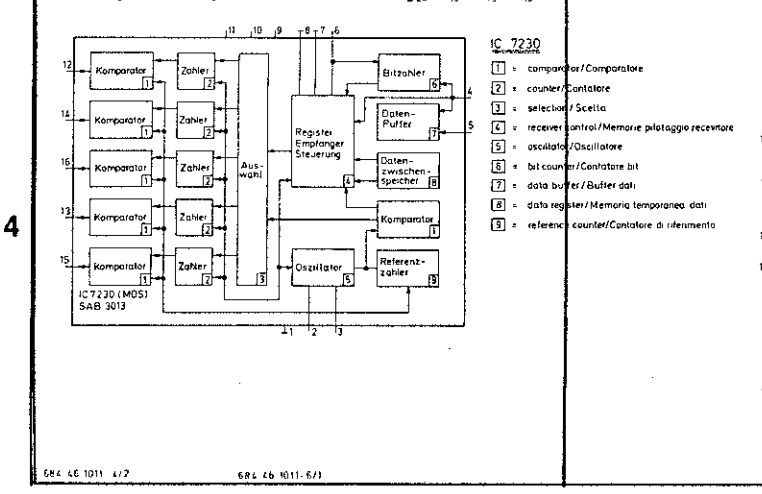 11 10 9 8 7 6
12 Komparator 1 Zähler 2
14 Komparator 1 Zähler 2
16 Komparator 1 Zähler 2
13 Komparator 1 Zähler 2
15 Komparator 1 Zähler 2
Aus-
wahl
3
Register
Empfänger
Steuerung
4
Bitzähler
6
4
Daten-
Puffer
7
5
Daten-
zwischen-
speicher
8
Komparator
1
Oszillator
5
Referenz-
zähler
9
IC7230 (MOS)
SAB 3013
1 2 3
IC 7230
1 = comparator/Comparatore
2 = counter/Contatore
3 = selection/Scelta
4 = receiver control/Memorie pilotaggio recevitore
5 = oscillator/Oscillatore
6 = bit counter/Contatore bit
7 = data buffer/Buffer dati
8 = data register/Memoria temporanea dati
9 = reference counter/Contatore di riferimento
4
684 46 1011 4/2
684 46 1011-6/1